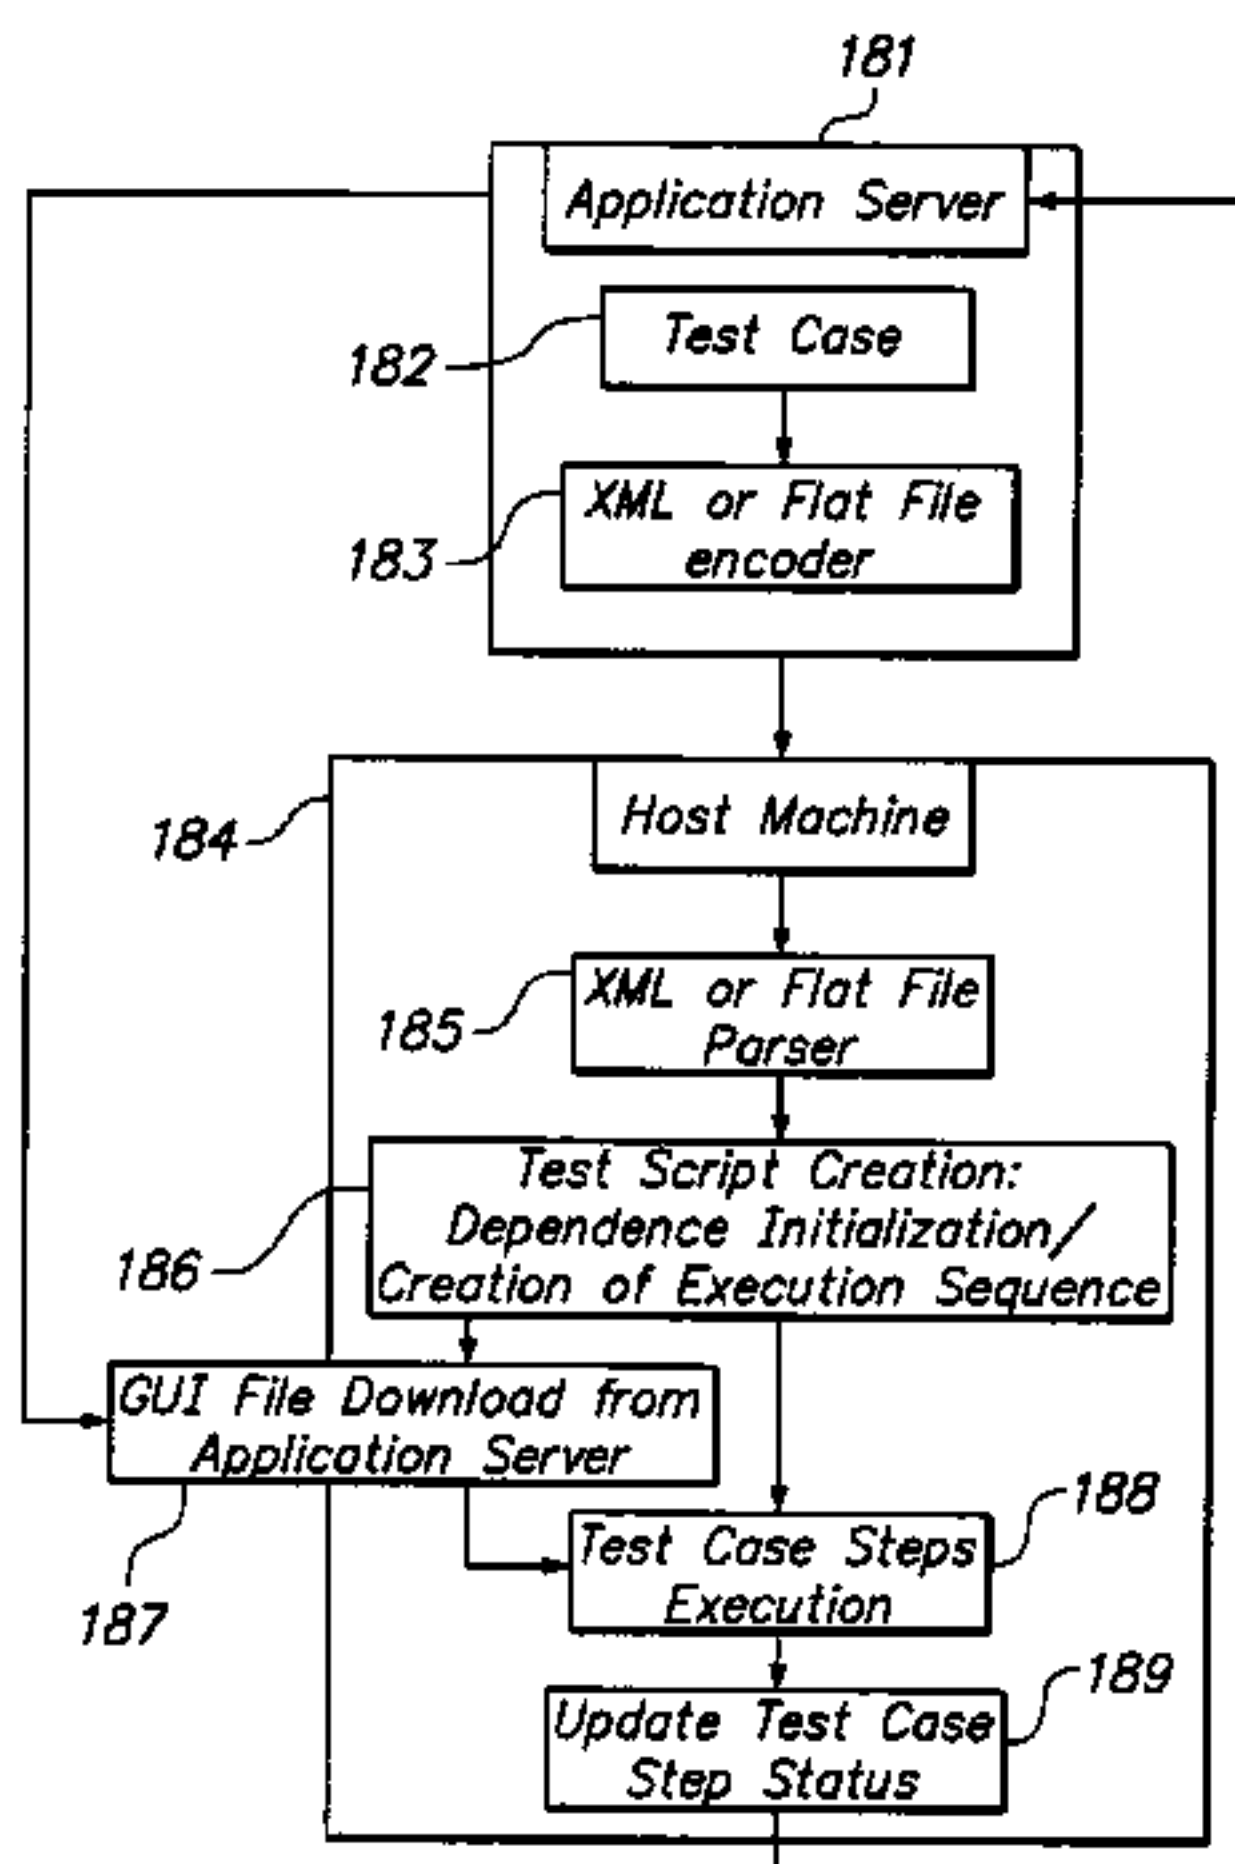 181
Application Server
Test Case
182
XML or Flat File
encoder
183
Host Machine
184
XML or Flat File
Parser
185
Test Script Creation:
Dependence Initialization/
Creation of Execution Sequence
186
GUI File Download from
Application Server
187
188
Test Case Steps
Execution
189
Update Test Case
Step Status